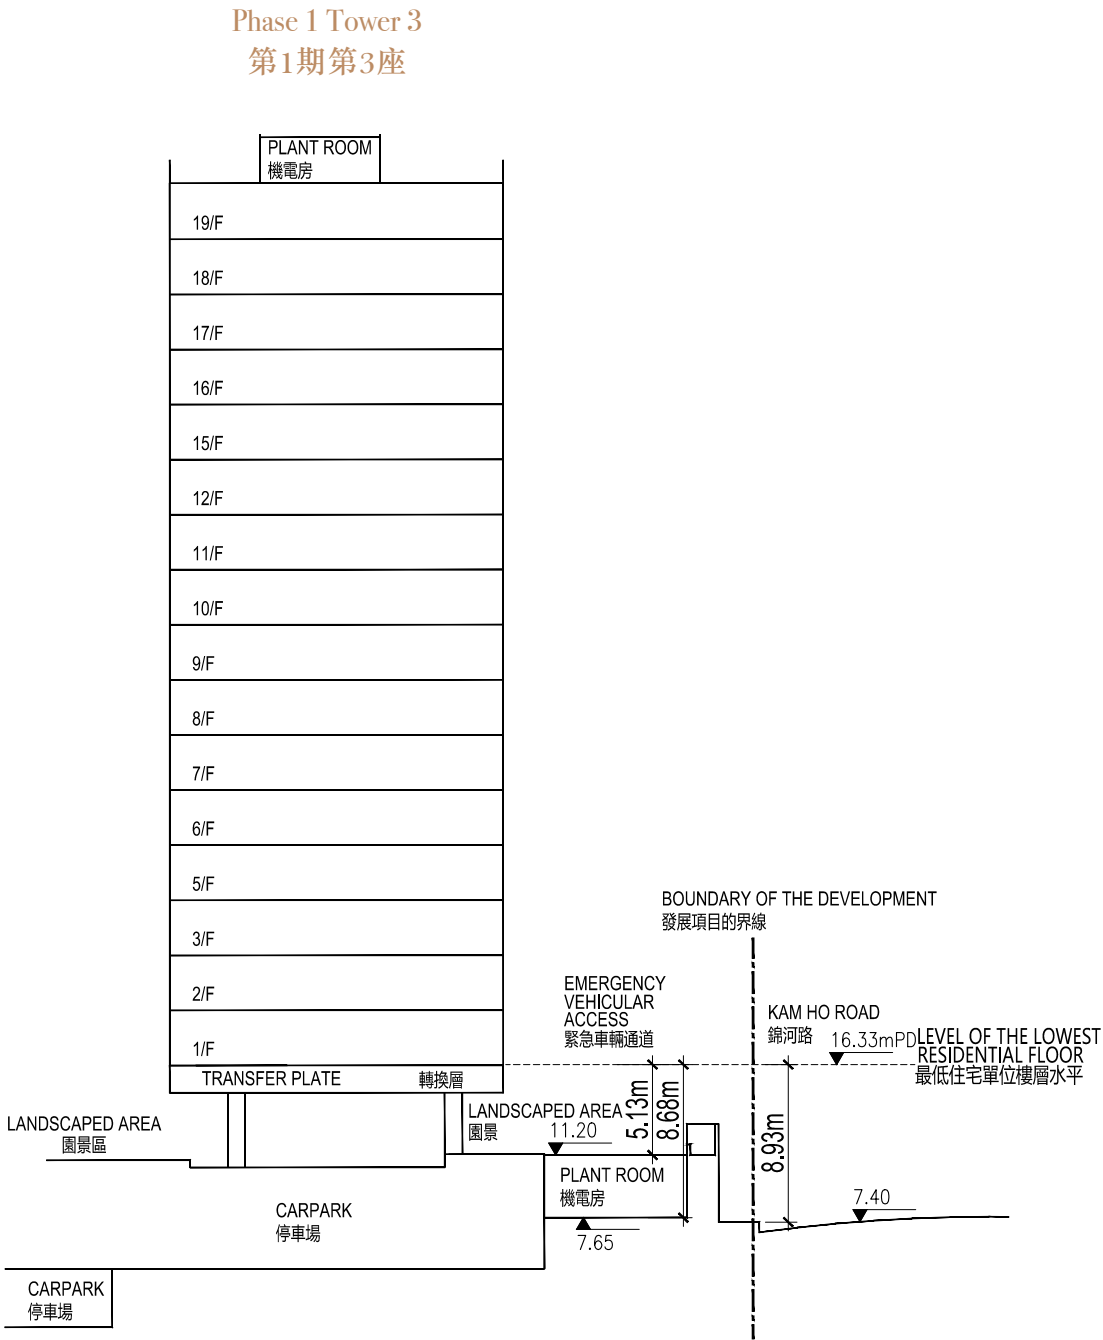 Phase 1 Tower 3
第1期第3座
PLANT ROOM
機電房
19/F
18/F
17/F
16/F
15/F
12/F
11/F
10/F
9/F
8/F
7/F
6/F
5/F
3/F
2/F
1/F
TRANSFER PLATE 轉換層
BOUNDARY OF THE DEVELOPMENT
發展項目的界線
EMERGENCY
VEHICULAR
ACCESS
緊急車輛通道
KAM HO ROAD
錦河路
16.33mPD
LEVEL OF THE LOWEST
RESIDENTIAL FLOOR
最低住宅單位樓層水平
LANDSCAPED AREA
園景區
LANDSCAPED AREA
園景
11.20
5.13m
8.68m
8.93m
PLANT ROOM
機電房
7.65
7.40
CARPARK
停車場
CARPARK
停車場